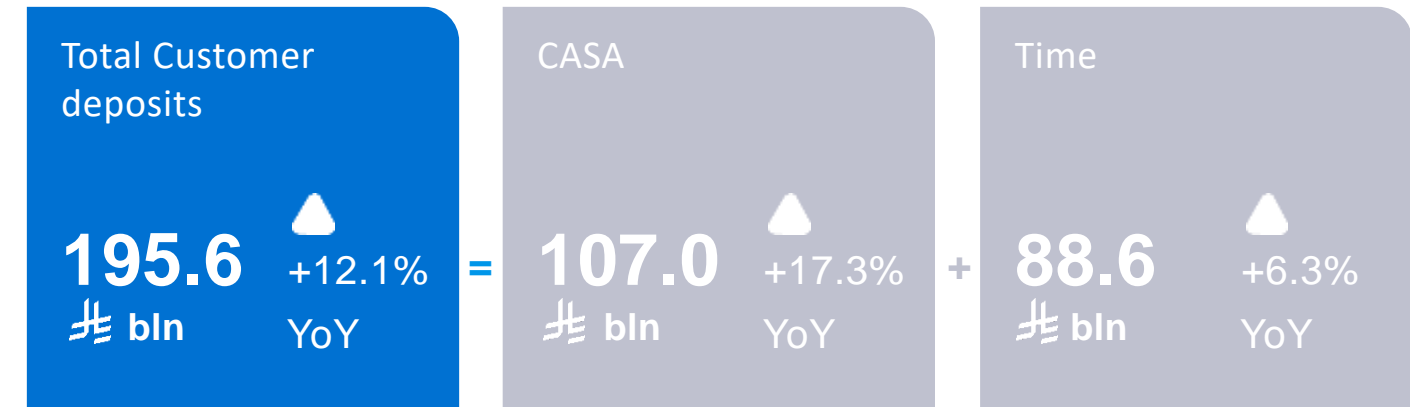 Total Customer
deposits
195.6
+12.1%
⃁ bln
YoY
=
CASA
107.0
+17.3%
⃁ bln
YoY
+
Time
88.6
+6.3%
⃁ bln
YoY